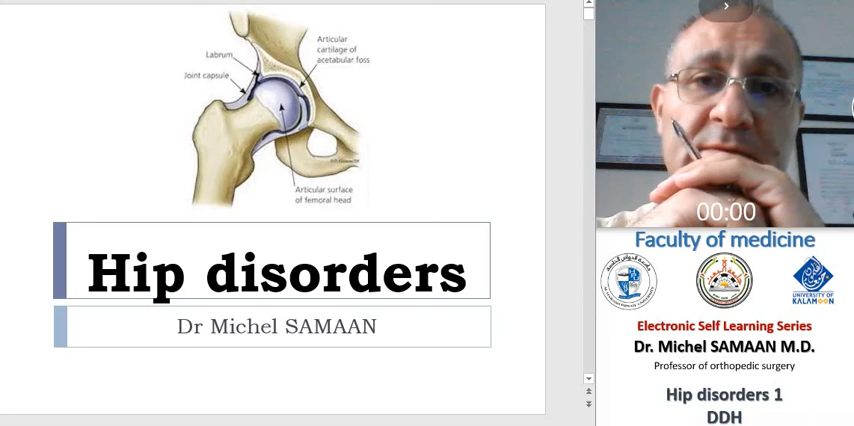 Articular
cartilage of
acetabular foss
Labrum
Joint capsule
Articular surface
of femoral head
Hip disorders
Dr Michel SAMAAN
00:00
Faculty of medicine
UNIVERSITY OF
KALAMOON
Electronic Self Learning Series
Dr. Michel SAMAAN M.D.
Professor of orthopedic surgery
Hip disorders 1
DDH